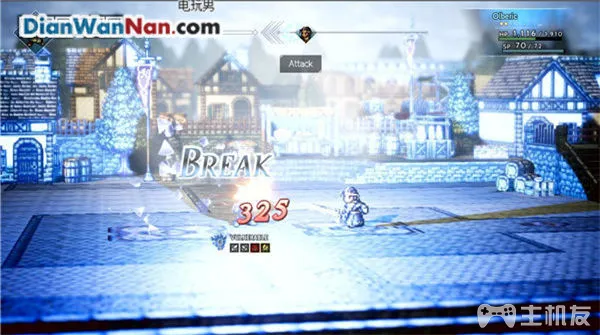 电玩男
DianWanNan.com
Olberic
HP 1,116/3,910
SP 70/72
Attack
BREAK
325
VULNERABLE
主机友